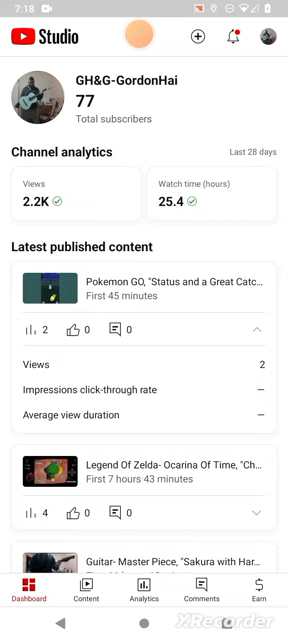 7:18
Studio
GH&G-GordonHai
77
Total subscribers
Channel analytics
Last 28 days
Views
Watch time (hours)
2.2K
25.4
Latest published content
Pokemon GO, "Status and a Great Catc...
First 45 minutes
2
0
0
Views
2
Impressions click-through rate
–
Average view duration
–
Legend Of Zelda- Ocarina Of Time, "Ch...
First 7 hours 43 minutes
4
0
0
Guitar- Master Piece, "Sakura with Har...
Dashboard
Content
Analytics
Comments
Earn
XRecorder